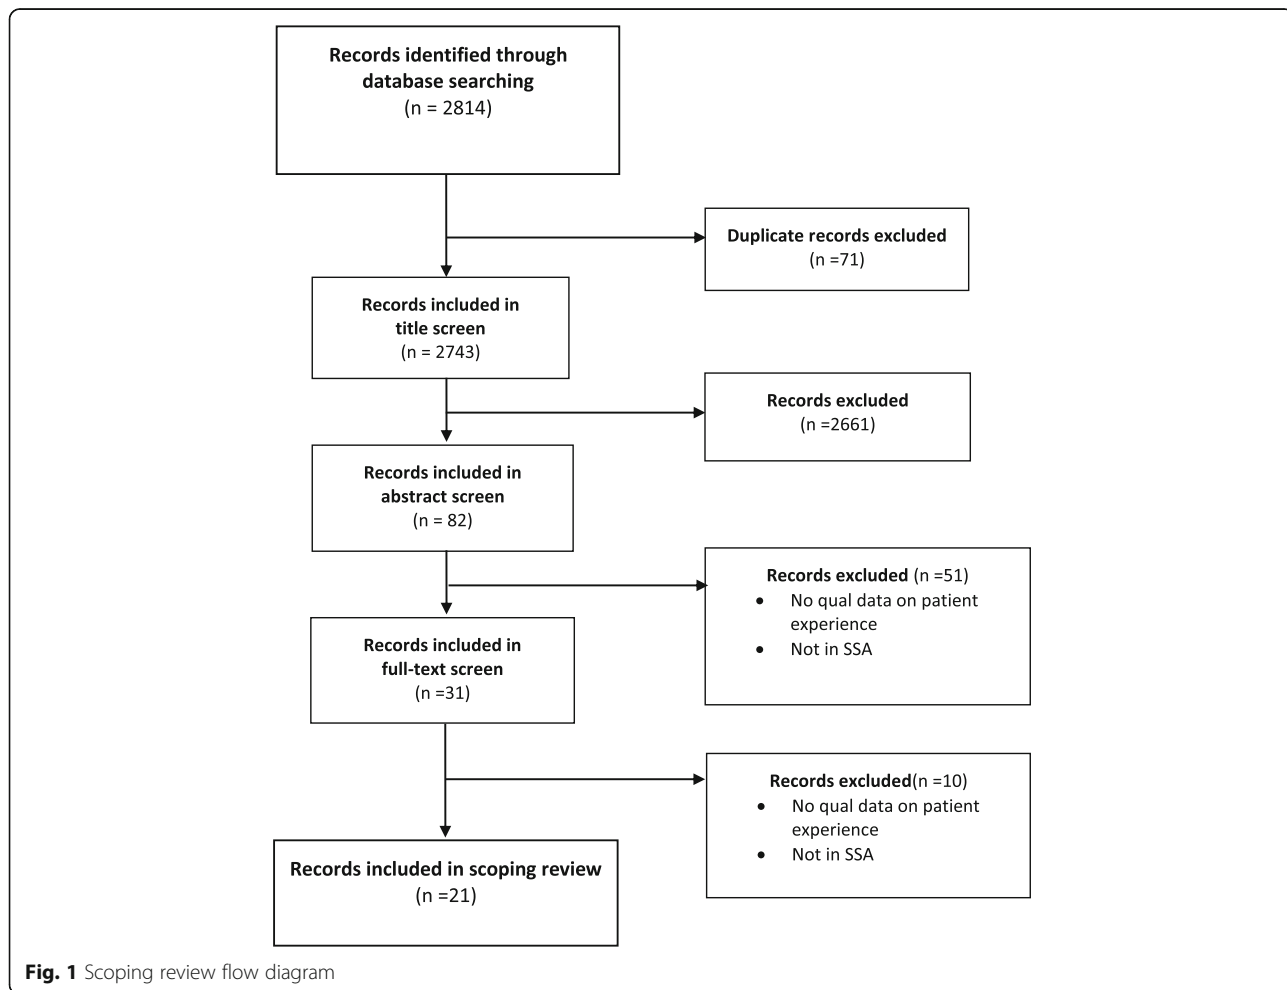 Records identified through
database searching
(n = 2814)
Duplicate records excluded
(n =71)
Records included in
title screen
(n = 2743)
Records excluded
(n =2661)
Records included in
abstract screen
(n = 82)
Records excluded (n =51)
• No qual data on patient
experience
• Not in SSA
Records included in
full-text screen
(n =31)
Records excluded(n =10)
• No qual data on patient
experience
• Not in SSA
Records included in scoping review
(n =21)
Fig. 1 Scoping review flow diagram